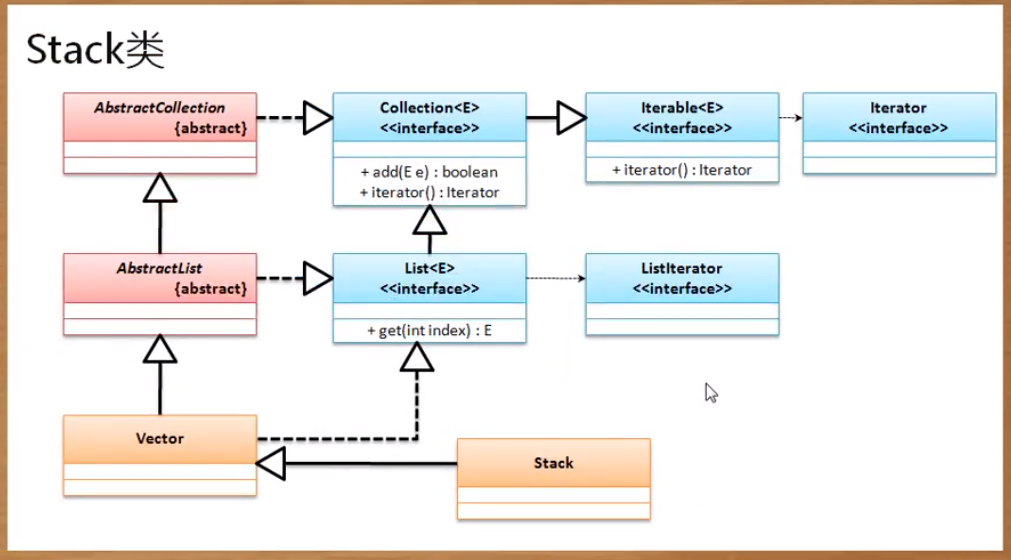 Stack类
AbstractCollection
{abstract}
Collection<E>
<<interface>>
+ add(E e) : boolean
+ iterator() : Iterator
Iterable<E>
<<interface>>
+ iterator() : Iterator
Iterator
<<interface>>
AbstractList
{abstract}
List<E>
<<interface>>
+ get(int index) : E
ListIterator
<<interface>>
Vector
Stack